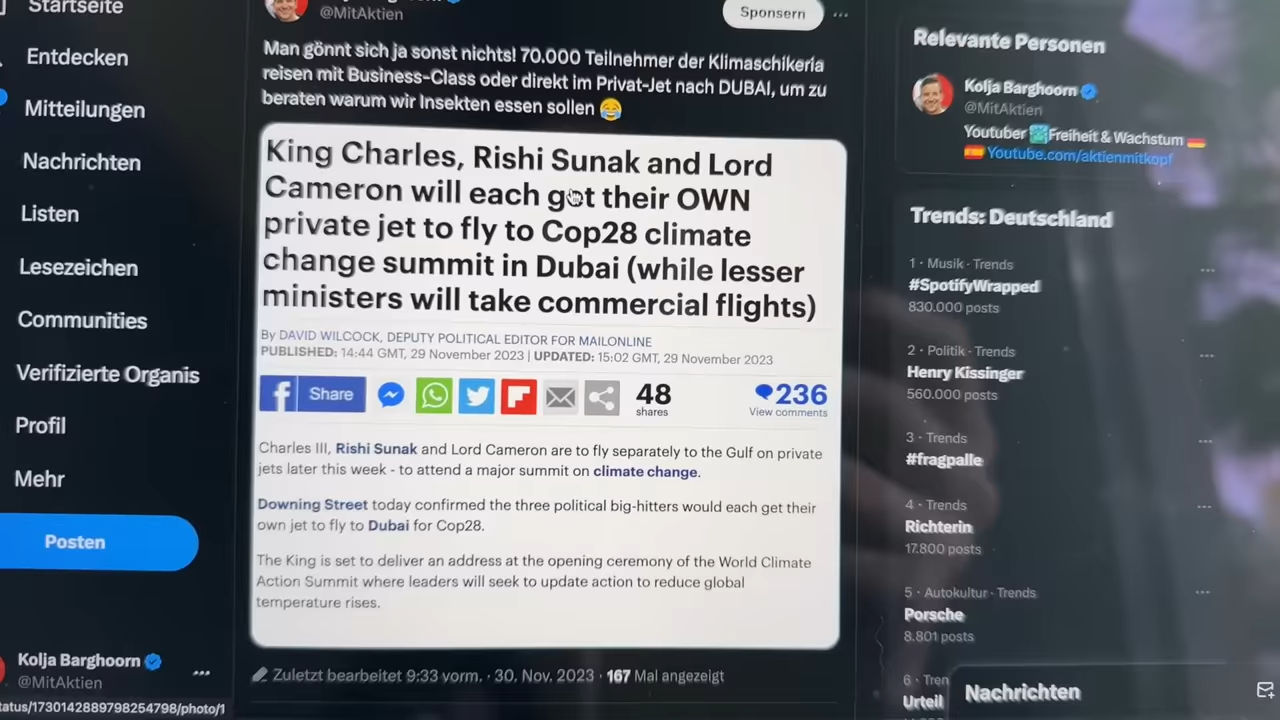 Startseite
Entdecken
Mitteilungen
Nachrichten
Listen
Lesezeichen
Communities
Verifizierte Organis
Profil
Mehr
Posten
Kolja Barghoorn
@MitAktien
tatus/1730142889798254798/photo/1
@MitAktien
Sponsern
Man gönnt sich ja sonst nichts! 70.000 Teilnehmer der Klimaschikeria
reisen mit Business-Class oder direkt im Privat-Jet nach DUBAI, um zu
beraten warum wir Insekten essen sollen 😂
King Charles, Rishi Sunak and Lord
Cameron will each get their OWN
private jet to fly to Cop28 climate
change summit in Dubai (while lesser
ministers will take commercial flights)
By DAVID WILCOCK, DEPUTY POLITICAL EDITOR FOR MAILONLINE
PUBLISHED: 14:44 GMT, 29 November 2023 | UPDATED: 15:02 GMT, 29 November 2023
Share
48
shares
236
View comments
Charles III, Rishi Sunak and Lord Cameron are to fly separately to the Gulf on private
jets later this week - to attend a major summit on climate change.
Downing Street today confirmed the three political big-hitters would each get their
own jet to fly to Dubai for Cop28.
The King is set to deliver an address at the opening ceremony of the World Climate
Action Summit where leaders will seek to update action to reduce global
temperature rises.
Zuletzt bearbeitet 9:33 vorm. · 30. Nov. 2023 · 167 Mal angezeigt
Relevante Personen
Kolja Barghoorn
@MitAktien
Youtuber Freiheit & Wachstum 🇩🇪
🇪🇸 Youtube.com/aktienmitkopf
Trends: Deutschland
1 · Musik · Trends
#SpotifyWrapped
830.000 posts
2 · Politik · Trends
Henry Kissinger
560.000 posts
3 · Trends
#fragpalle
4 · Trends
Richterin
17.800 posts
5 · Autokultur · Trends
Porsche
8.801 posts
6 · Tren
Urteil
Nachrichten